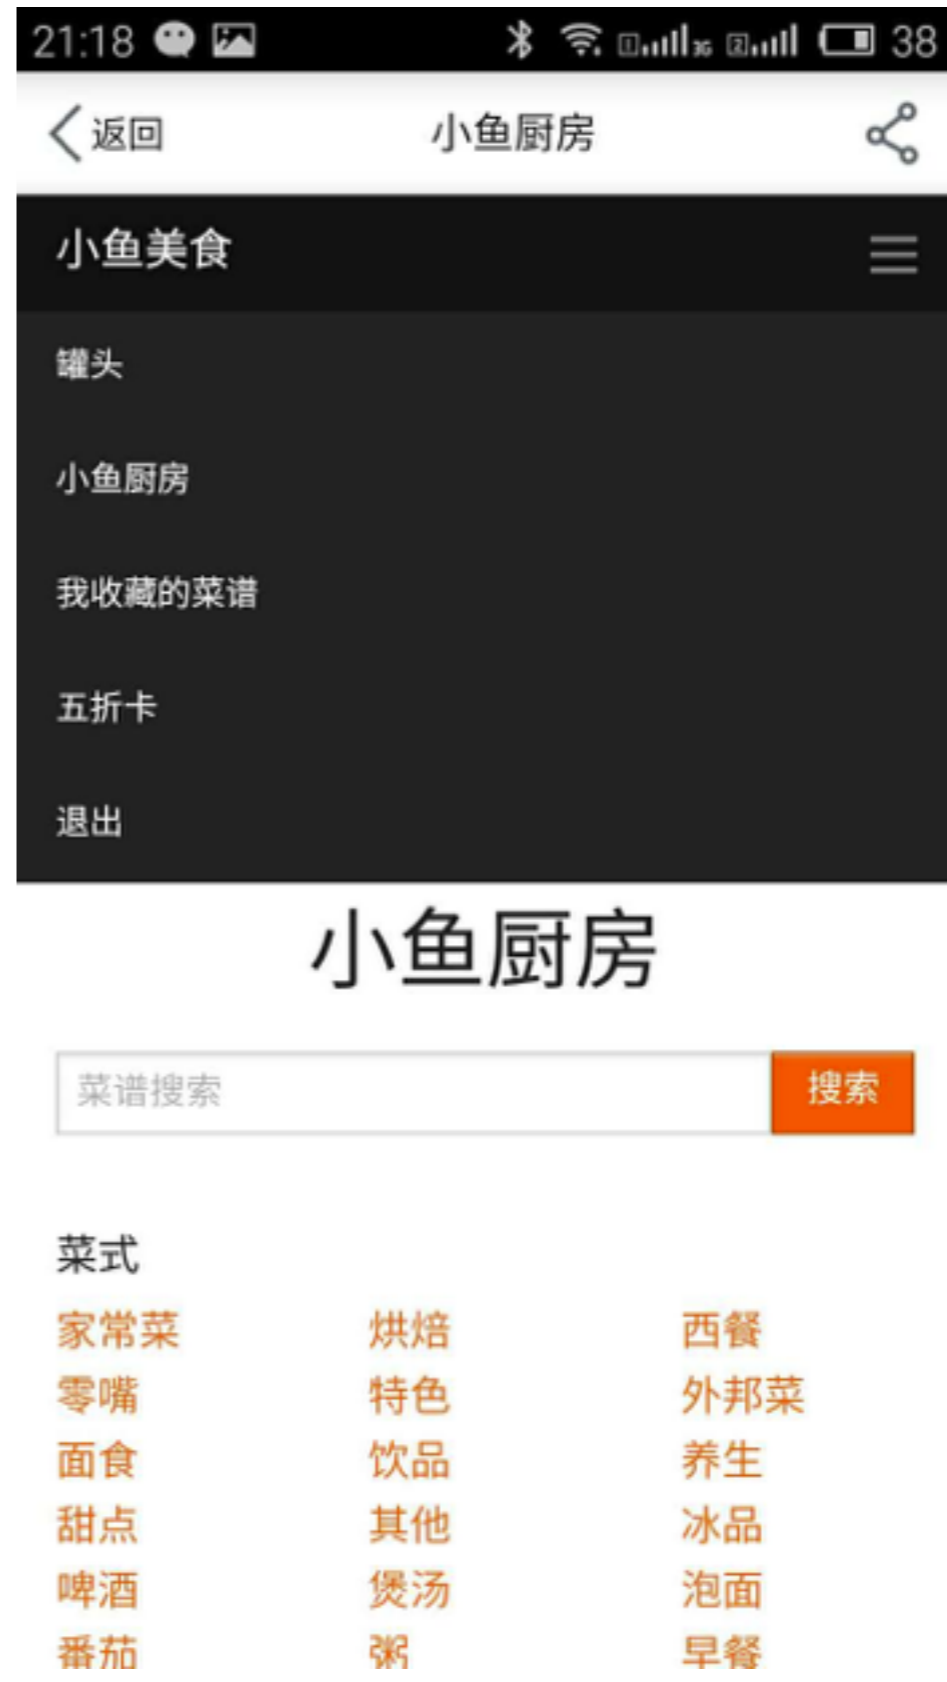 21:18 1 3G 2 38
返回 小鱼厨房
小鱼美食
罐头
小鱼厨房
我收藏的菜谱
五折卡
退出
小鱼厨房
菜谱搜索 搜索
菜式
家常菜 烘焙 西餐
零嘴 特色 外邦菜
面食 饮品 养生
甜点 其他 冰品
啤酒 煲汤 泡面
番茄 粥 早餐